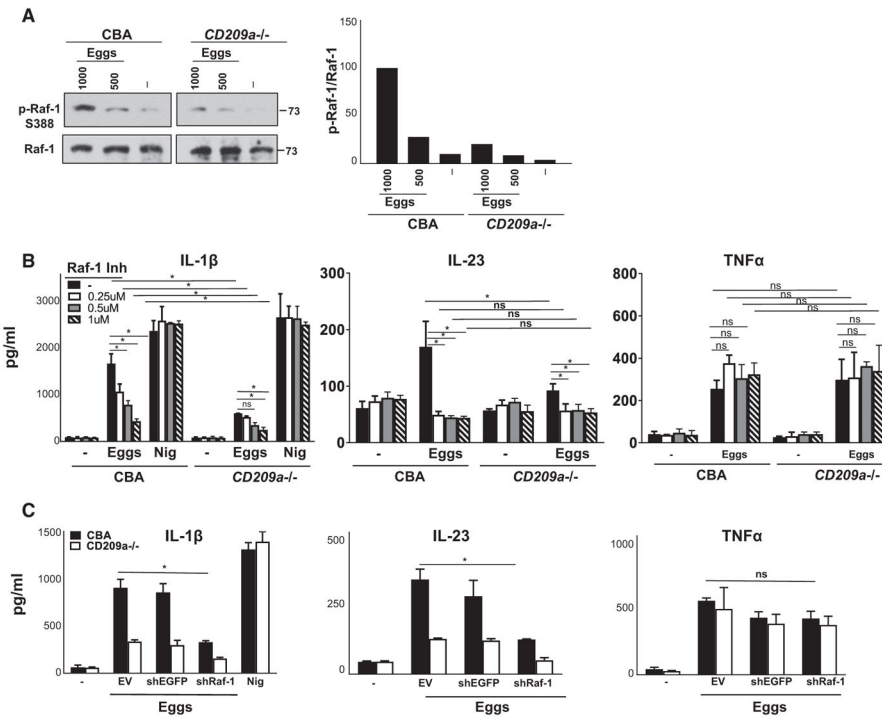 A
CBA
CD209a-/-
Eggs
Eggs
1000
500
–
1000
500
–
p-Raf-1
S388
73
Raf-1
73
p-Raf-1/Raf-1
150
100
50
0
1000
500
–
1000
500
–
Eggs
Eggs
CBA
CD209a-/-
B
IL-1β
Raf-1 Inh
-
0.25uM
0.5uM
1uM
pg/ml
3000
2000
1000
0
* * * *
* * *
* * ns
- Eggs Nig - Eggs Nig
CBA
CD209a-/-
IL-23
300
200
100
0
*
ns
ns
ns
* * *
* * *
- Eggs - Eggs
CBA
CD209a-/-
TNFα
800
600
400
200
0
ns
ns
ns
ns
ns
ns
ns
ns
ns
ns
- Eggs - Eggs
CBA
CD209a-/-
C
IL-1β
CBA
CD209a-/-
pg/ml
1500
1000
500
0
*
- EV shEGFP shRaf-1 Nig
Eggs
IL-23
500
250
0
*
- EV shEGFP shRaf-1
Eggs
TNFα
1000
500
0
ns
- EV shEGFP shRaf-1
Eggs